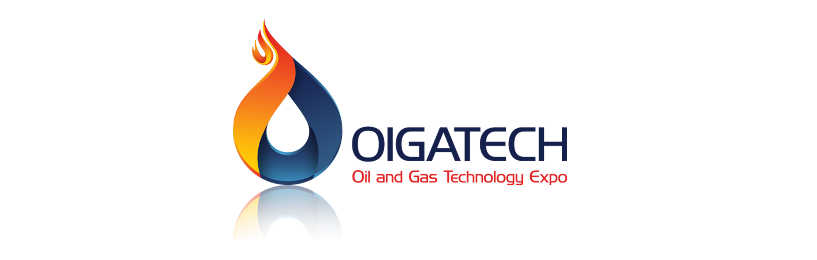 OIGATECH
Oil and Gas Technology Expo